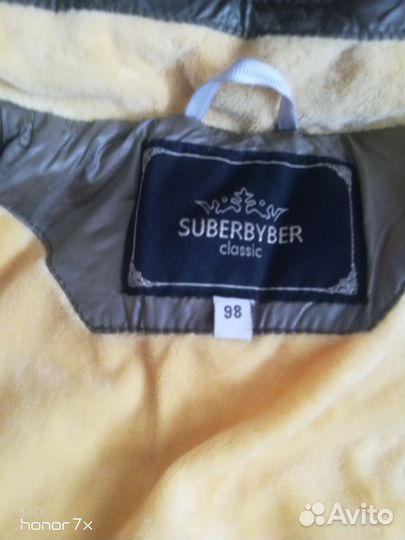 SUBERBYBER
classic
98
honor 7x
Avito